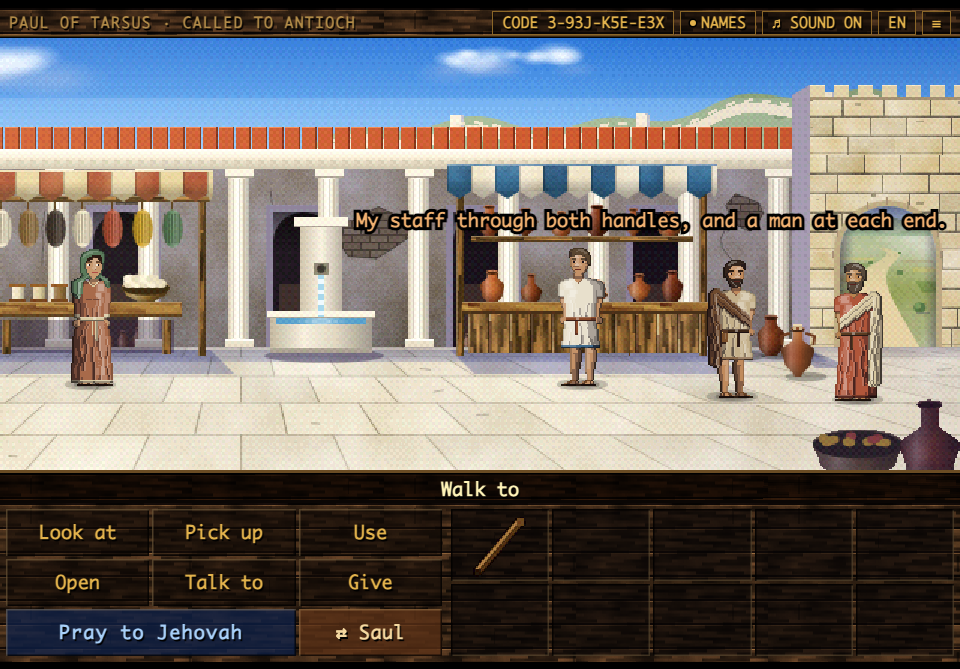 PAUL OF TARSUS · CALLED TO ANTIOCH
CODE 3-93J-K5E-E3X
• NAMES
♬ SOUND ON
EN
≡
My staff through both handles, and a man at each end.
Walk to
Look at
Pick up
Use
Open
Talk to
Give
Pray to Jehovah
⇄ Saul